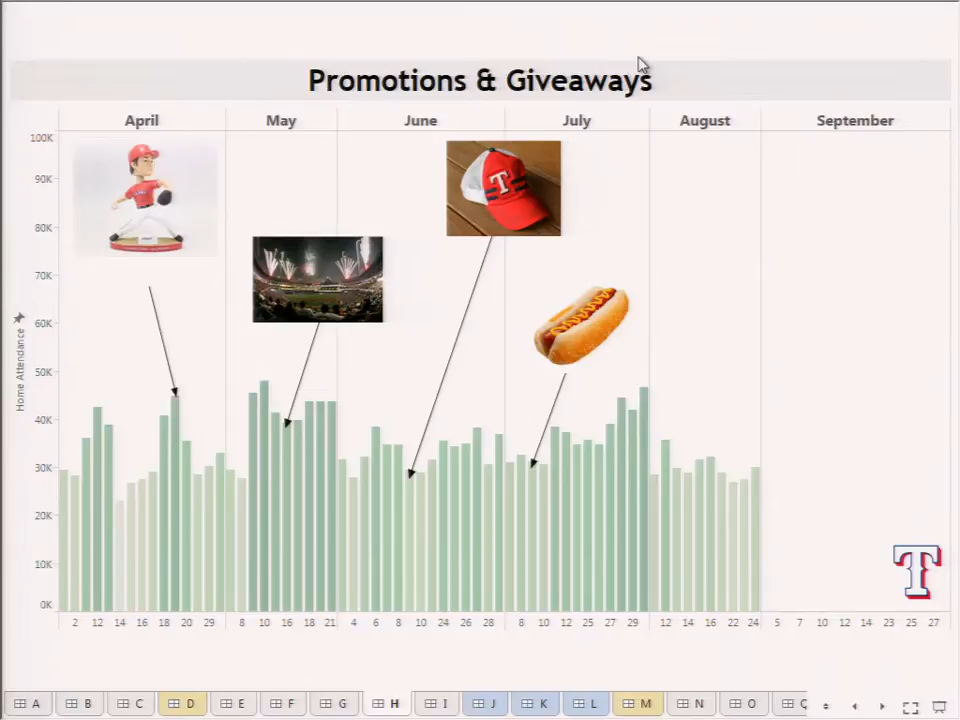 Promotions & Giveaways
April May June July August September
100K
90K
80K
70K
60K
50K
40K
30K
20K
10K
0K
Home Attendance
T
T
2 12 14 16 18 20 29 8 10 16 18 21 4 6 8 10 24 26 28 8 10 12 25 27 29 12 14 16 22 24 5 7 10 12 14 23 25 27
A B C D E F G H I J K L M N O